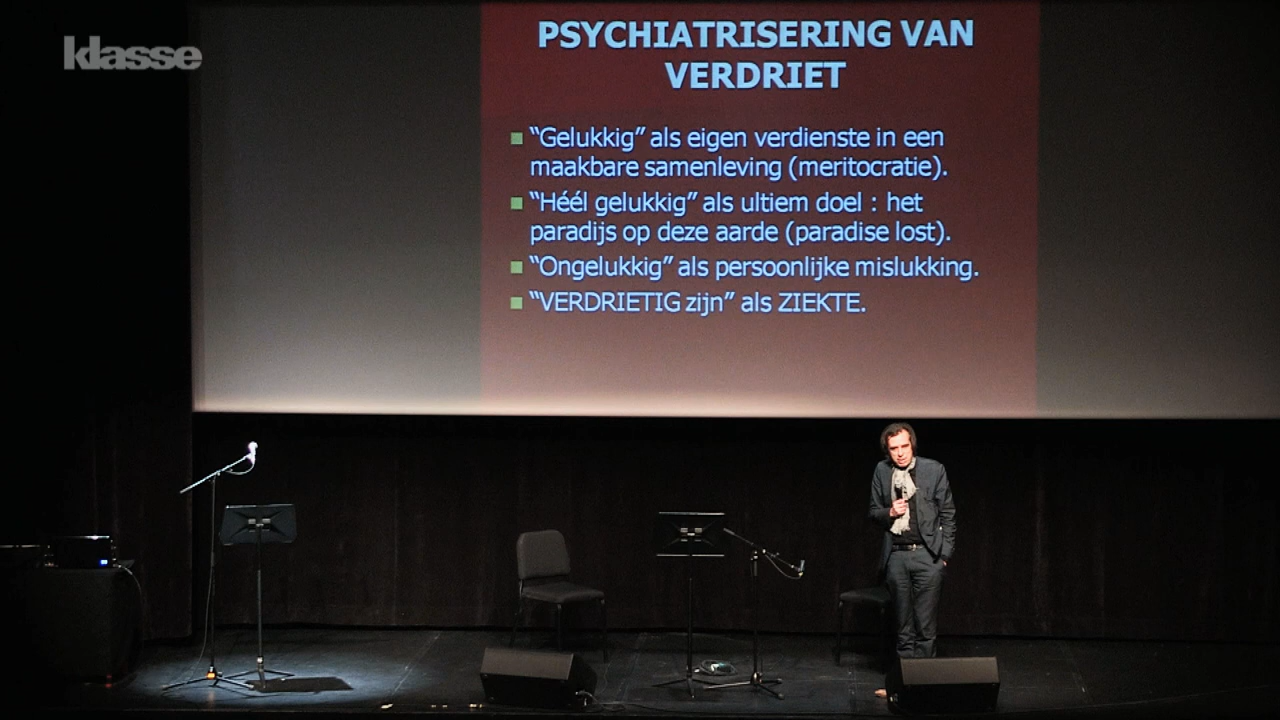 klasse
PSYCHIATRISERING VAN
VERDRIET
“Gelukkig” als eigen verdienste in een
maakbare samenleving (meritocratie).
“Héél gelukkig” als ultiem doel : het
paradijs op deze aarde (paradise lost).
“Ongelukkig” als persoonlijke mislukking.
“VERDRIETIG zijn” als ZIEKTE.